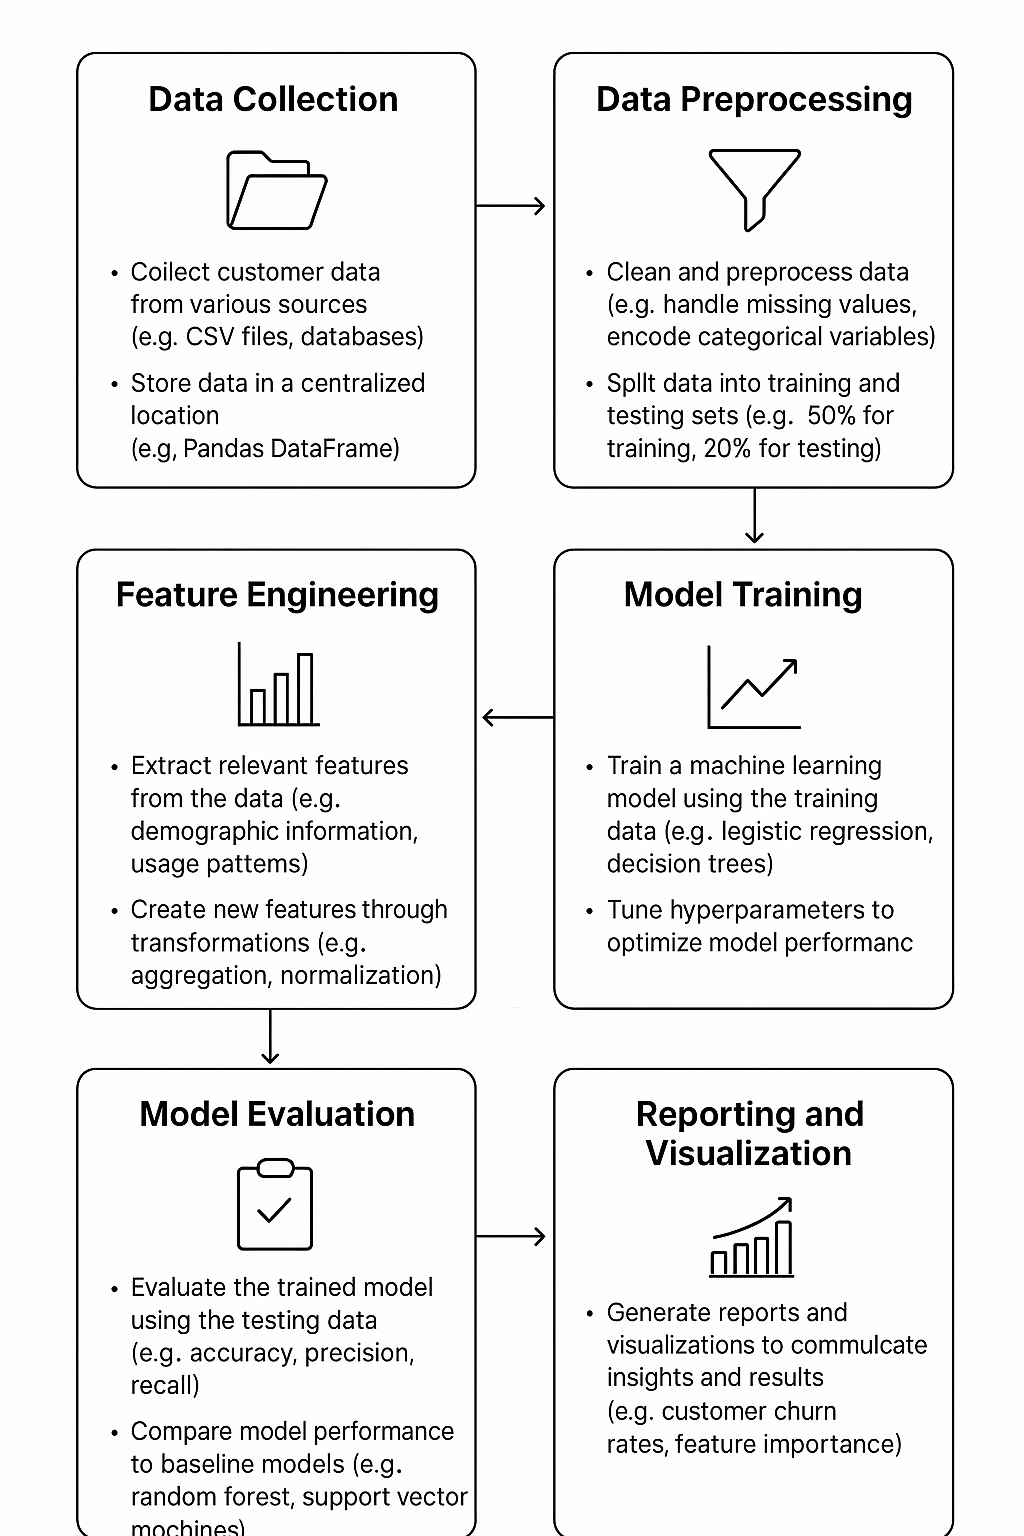 Data Collection
• Coilect customer data
from various sources
(e.g. CSV files, databases)
• Store data in a centralized
location
(e.g, Pandas DataFrame)
Data Preprocessing
• Clean and preprocess data
(e.g. handle missing values,
encode categorical variables)
• Spllt data into training and
testing sets (e.g. 50% for
training, 20% for testing)
Model Training
• Train a machine learning
model using the training
data (e.g. legistic regression,
decision trees)
• Tune hyperparameters to
optimize model performanc
Feature Engineering
• Extract relevant features
from the data (e.g.
demographic information,
usage pattems)
• Create new features through
transformations (e.g.
aggregation, normalization)
Model Evaluation
• Evaluate the trained model
using the testing data
(e.g. accuracy, precision,
recall)
• Compare model performance
to baseline models (e.g.
random forest, support vector
mochines)
Reporting and
Visualization
• Generate reports and
visualizations to commulcate
insights and results
(e.g. customer churn
rates, feature importance)